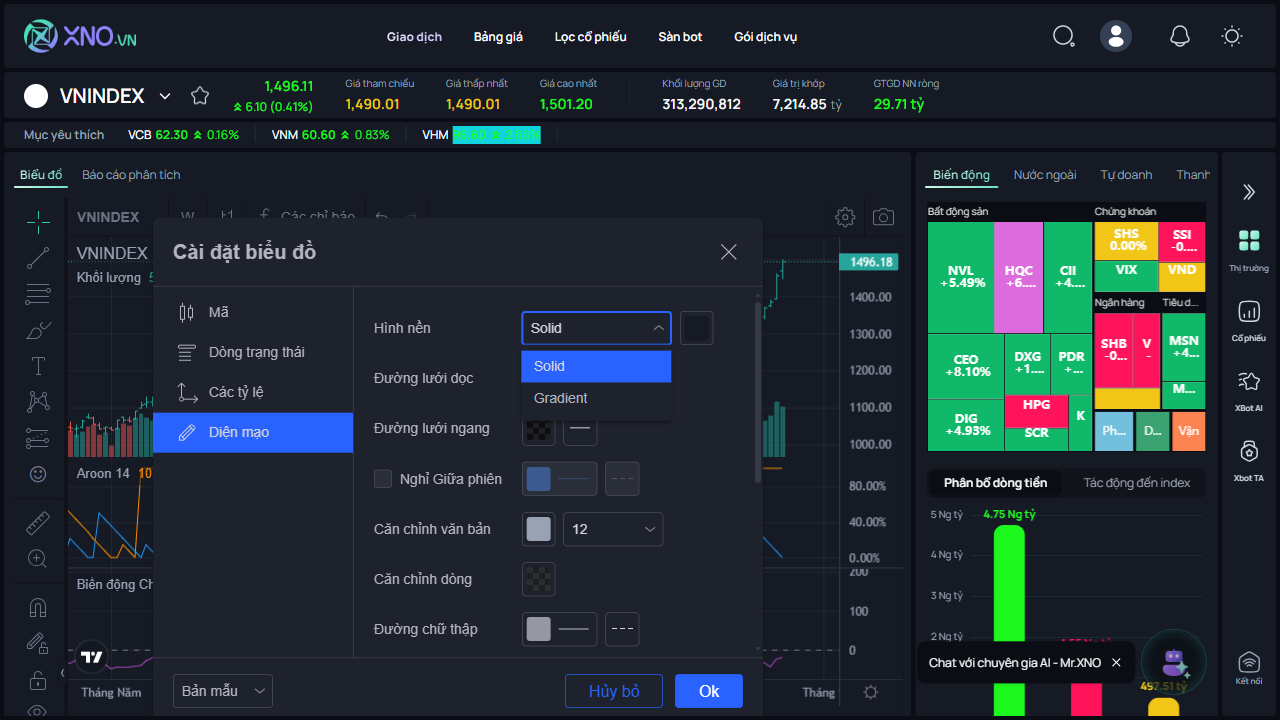 XNO.VN
Giao dịch
Bảng giá
Lọc cổ phiếu
Sàn bot
Gói dịch vụ
VNINDEX
1,496.11
6.10 (0.41%)
Giá tham chiếu
1,490.01
Giá thấp nhất
1,490.01
Giá cao nhất
1,501.20
Khối lượng GD
313,290,812
Giá trị khớp
7,214.85 tỷ
GTGD NN ròng
29.71 tỷ
Mục yêu thích
VCB 62.30 0.16%
VNM 60.60 0.83%
VHM
Biểu đồ
Báo cáo phân tích
VNINDEX
W
Các chỉ báo
VNINDEX
Khối lượng
Aroon 14 10
Biên động Ch
Tháng Năm
Tháng
1496.18
1400.00
1300.00
1200.00
1100.00
1000.00
80.00%
40.00%
0.00%
200
100
0
Cài đặt biểu đồ
Mã
Dòng trạng thái
Các tỷ lệ
Diện mạo
Hình nền
Solid
Solid
Gradient
Đường lưới dọc
Đường lưới ngang
Nghỉ Giữa phiên
Căn chỉnh văn bản
12
Căn chỉnh dòng
Đường chữ thập
Bản mẫu
Hủy bỏ
Ok
Biến động
Nước ngoài
Tự doanh
Thanh
Bất động sản
NVL
+5.49%
HQC
+6....
CII
+4....
CEO
+8.10%
DXG
+1....
PDR
+...
DIG
+4.93%
HPG
SCR
K
Chứng khoán
SHS
0.00%
SSI
-0....
VIX
VND
Ngân hàng
SHB
-0...
V
-
Tiêu d...
MSN
+4...
M...
Ph...
D...
Vận
Phân bổ dòng tiền
Tác động đến index
5 Ng tỷ
4 Ng tỷ
3 Ng tỷ
2 Ng tỷ
4.75 Ng tỷ
497.51 tỷ
Chat với chuyên gia AI - Mr.XNO
Thị trường
Cổ phiếu
XBot AI
Xbot TA
Kết nối